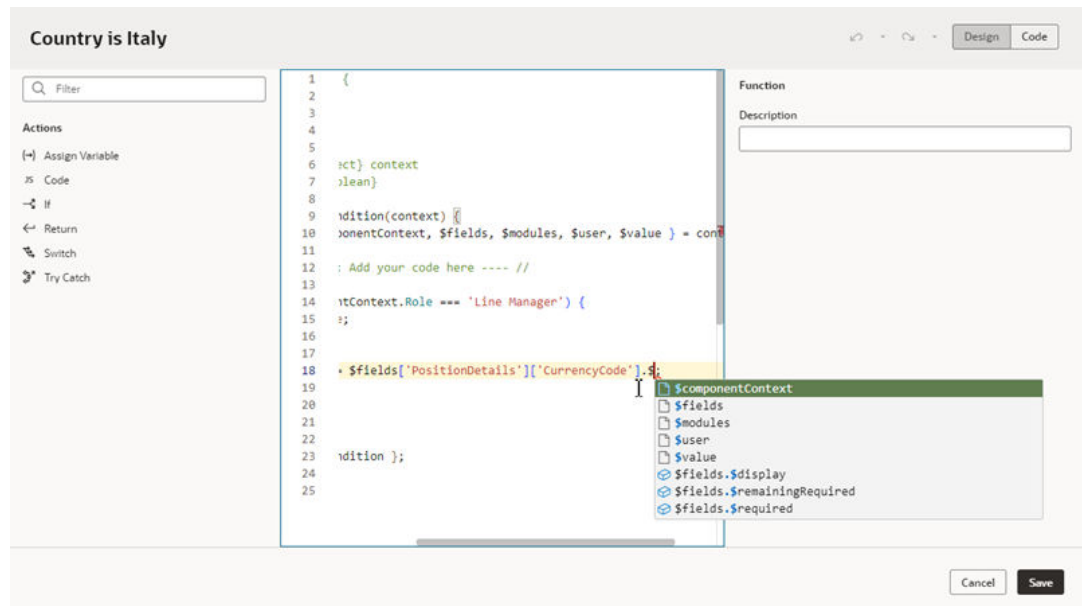 Country is Italy
Design
Code
Filter
Actions
Assign Variable
JS Code
If
Return
Switch
Try Catch
1 {
2
3
4
5
6 ect} context
7 olean}
8
9 ndition(context) {
10 ponentContext, $fields, $modules, $user, $value } = cont
11
12 : Add your code here ---- //
13
14 ntContext.Role === 'Line Manager') {
15 e;
16
17
18 = $fields['PositionDetails']['CurrencyCode'].$;
19
20
21
22
23 ndition };
24
25
$componentContext
$fields
$modules
$user
$value
$fields.$display
$fields.$remainingRequired
$fields.$required
Function
Description
Cancel
Save